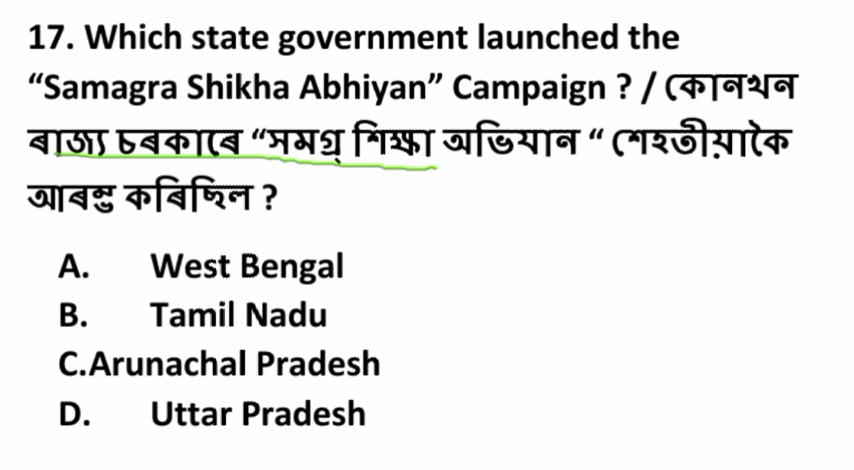 17. Which state government launched the
“Samagra Shikha Abhiyan” Campaign ? / কোনখন
ৰাজ্য চৰকাৰে “সমগ্ৰ শিক্ষা অভিযান “ শেহতীয়াকৈ
আৰম্ভ কৰিছিল ?
A. West Bengal
B. Tamil Nadu
C.Arunachal Pradesh
D. Uttar Pradesh